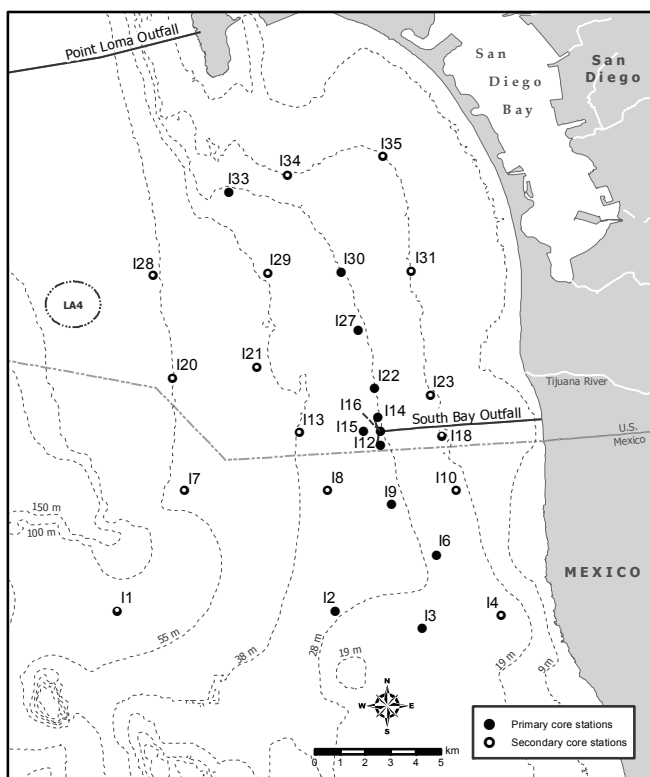 Point Loma Outfall
San
Diego
Bay
San
Diego
I35
I34
I33
I28
I29
I30
I31
LA4
I27
I21
I20
I22
I23
Tijuana River
I16
I14
South Bay Outfall
I13
I15
I18
U.S.
Mexico
I12
I7
I8
I10
I9
150 m
100 m
I6
MEXICO
I1
I2
I4
I3
55 m
38 m
28 m
19 m
19 m
9 m
N
W
E
S
Primary core stations
Secondary core stations
0 1 2 3 4 5
km